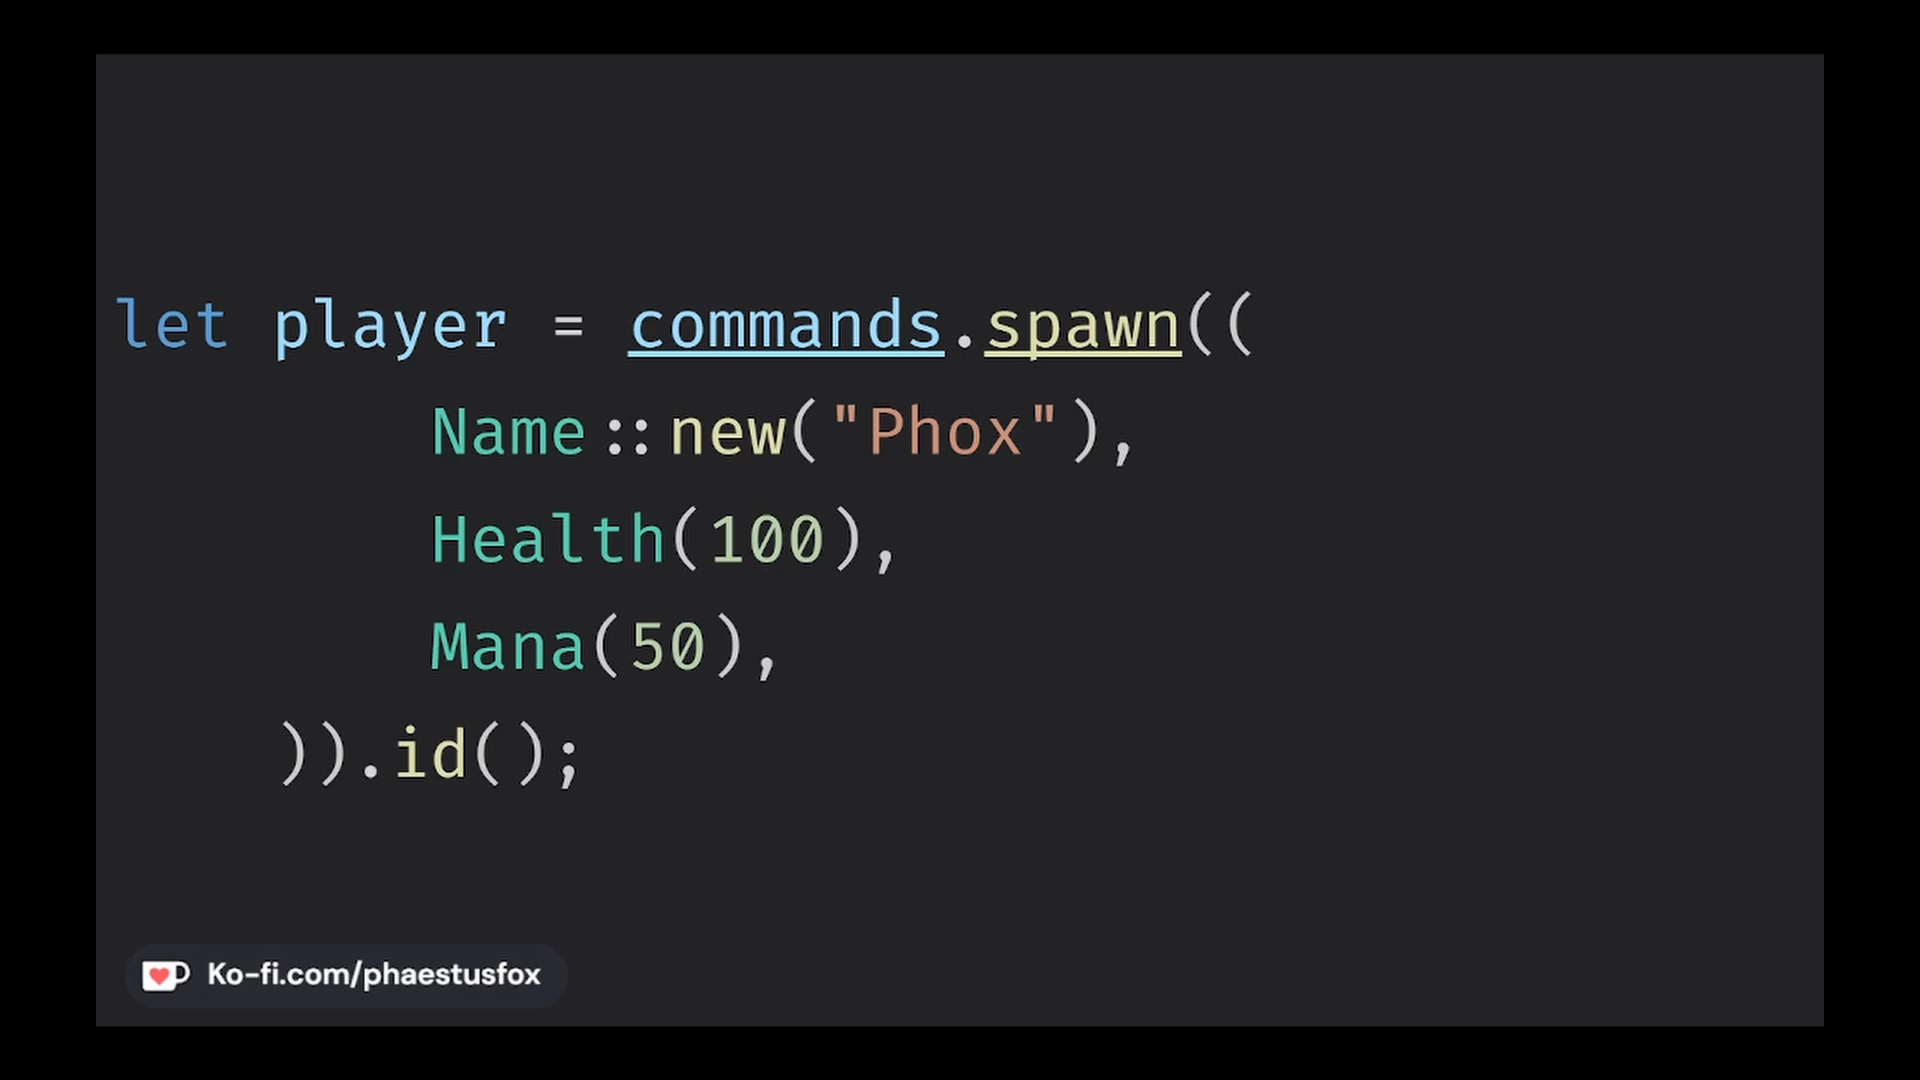 let player = commands.spawn((
Name::new("Phox"),
Health(100),
Mana(50),
)).id();
Ko-fi.com/phaestusfox